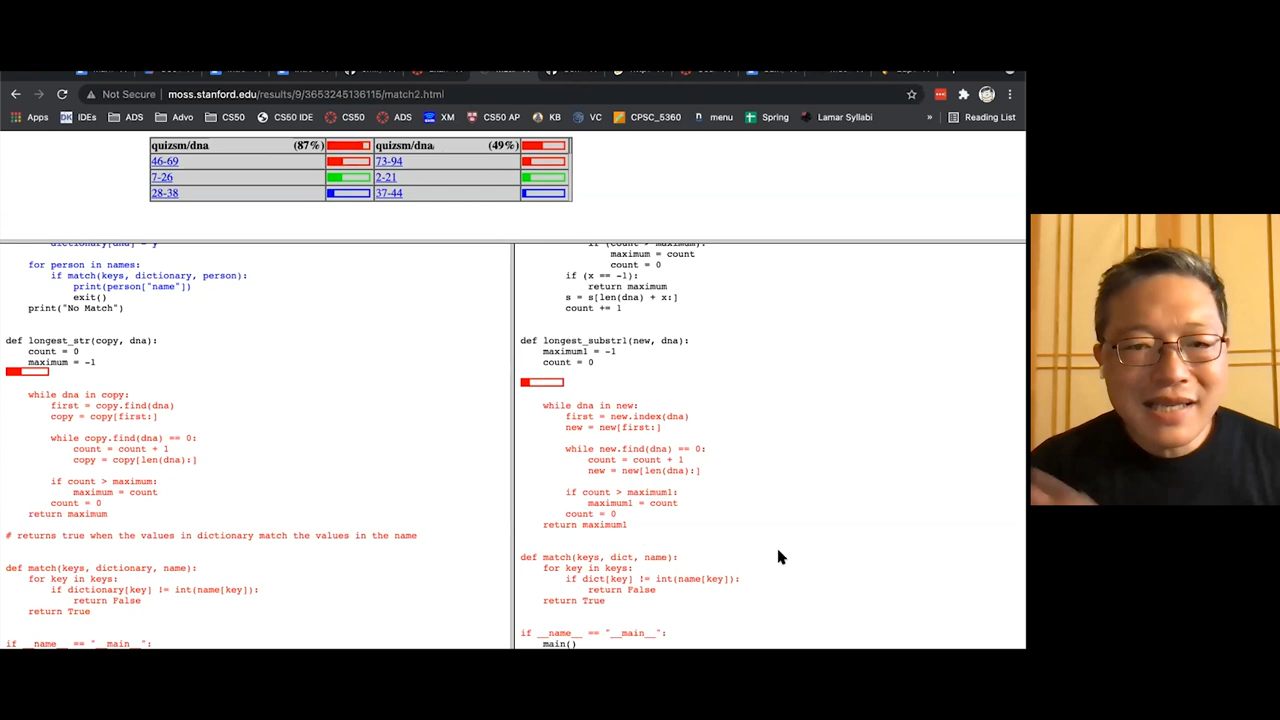 Not Secure | moss.stanford.edu/results/9/3653245136115/match2.html
Apps IDEs ADS Advo CS50 CS50 IDE CS50 ADS XM CS50 AP KB VC CPSC_5360 menu Spring Lamar Syllabi » Reading List
quizsm/dna (87%) quizsm/dna (49%)
46-69 73-94
7-26 2-21
28-38 37-44
dictionary[dna] = y
for person in names:
if match(keys, dictionary, person):
print(person["name"])
exit()
print("No Match")
def longest_str(copy, dna):
count = 0
maximum = -1
while dna in copy:
first = copy.find(dna)
copy = copy[first:]
while copy.find(dna) == 0:
count = count + 1
copy = copy[len(dna):]
if count > maximum:
maximum = count
count = 0
return maximum
# returns true when the values in dictionary match the values in the name
def match(keys, dictionary, name):
for key in keys:
if dictionary[key] != int(name[key]):
return False
return True
if __name__ == "__main__":
if (count > maximum):
maximum = count
count = 0
if (x == -1):
return maximum
s = s[len(dna) + x:]
count += 1
def longest_substr1(new, dna):
maximum1 = -1
count = 0
while dna in new:
first = new.index(dna)
new = new[first:]
while new.find(dna) == 0:
count = count + 1
new = new[len(dna):]
if count > maximum1:
maximum1 = count
count = 0
return maximum1
def match(keys, dict, name):
for key in keys:
if dict[key] != int(name[key]):
return False
return True
if __name__ == "__main__":
main()